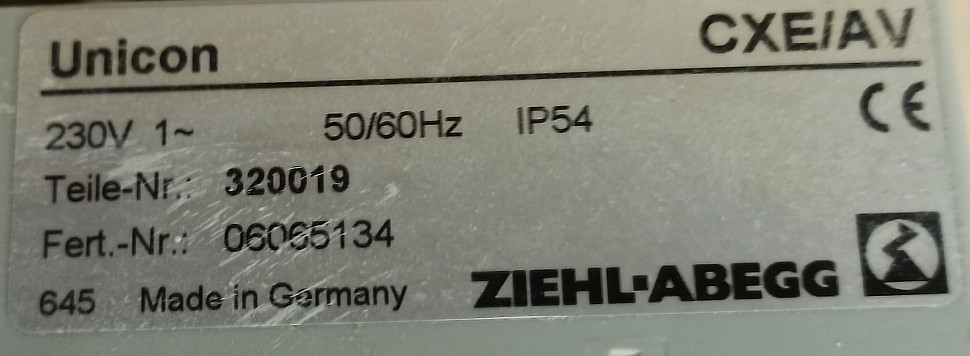 Unicon CXE/AV
230V 1~ 50/60Hz IP54 CE
Teile-Nr.: 320019
Fert.-Nr.: 06065134
645 Made in Germany ZIEHL-ABEGG